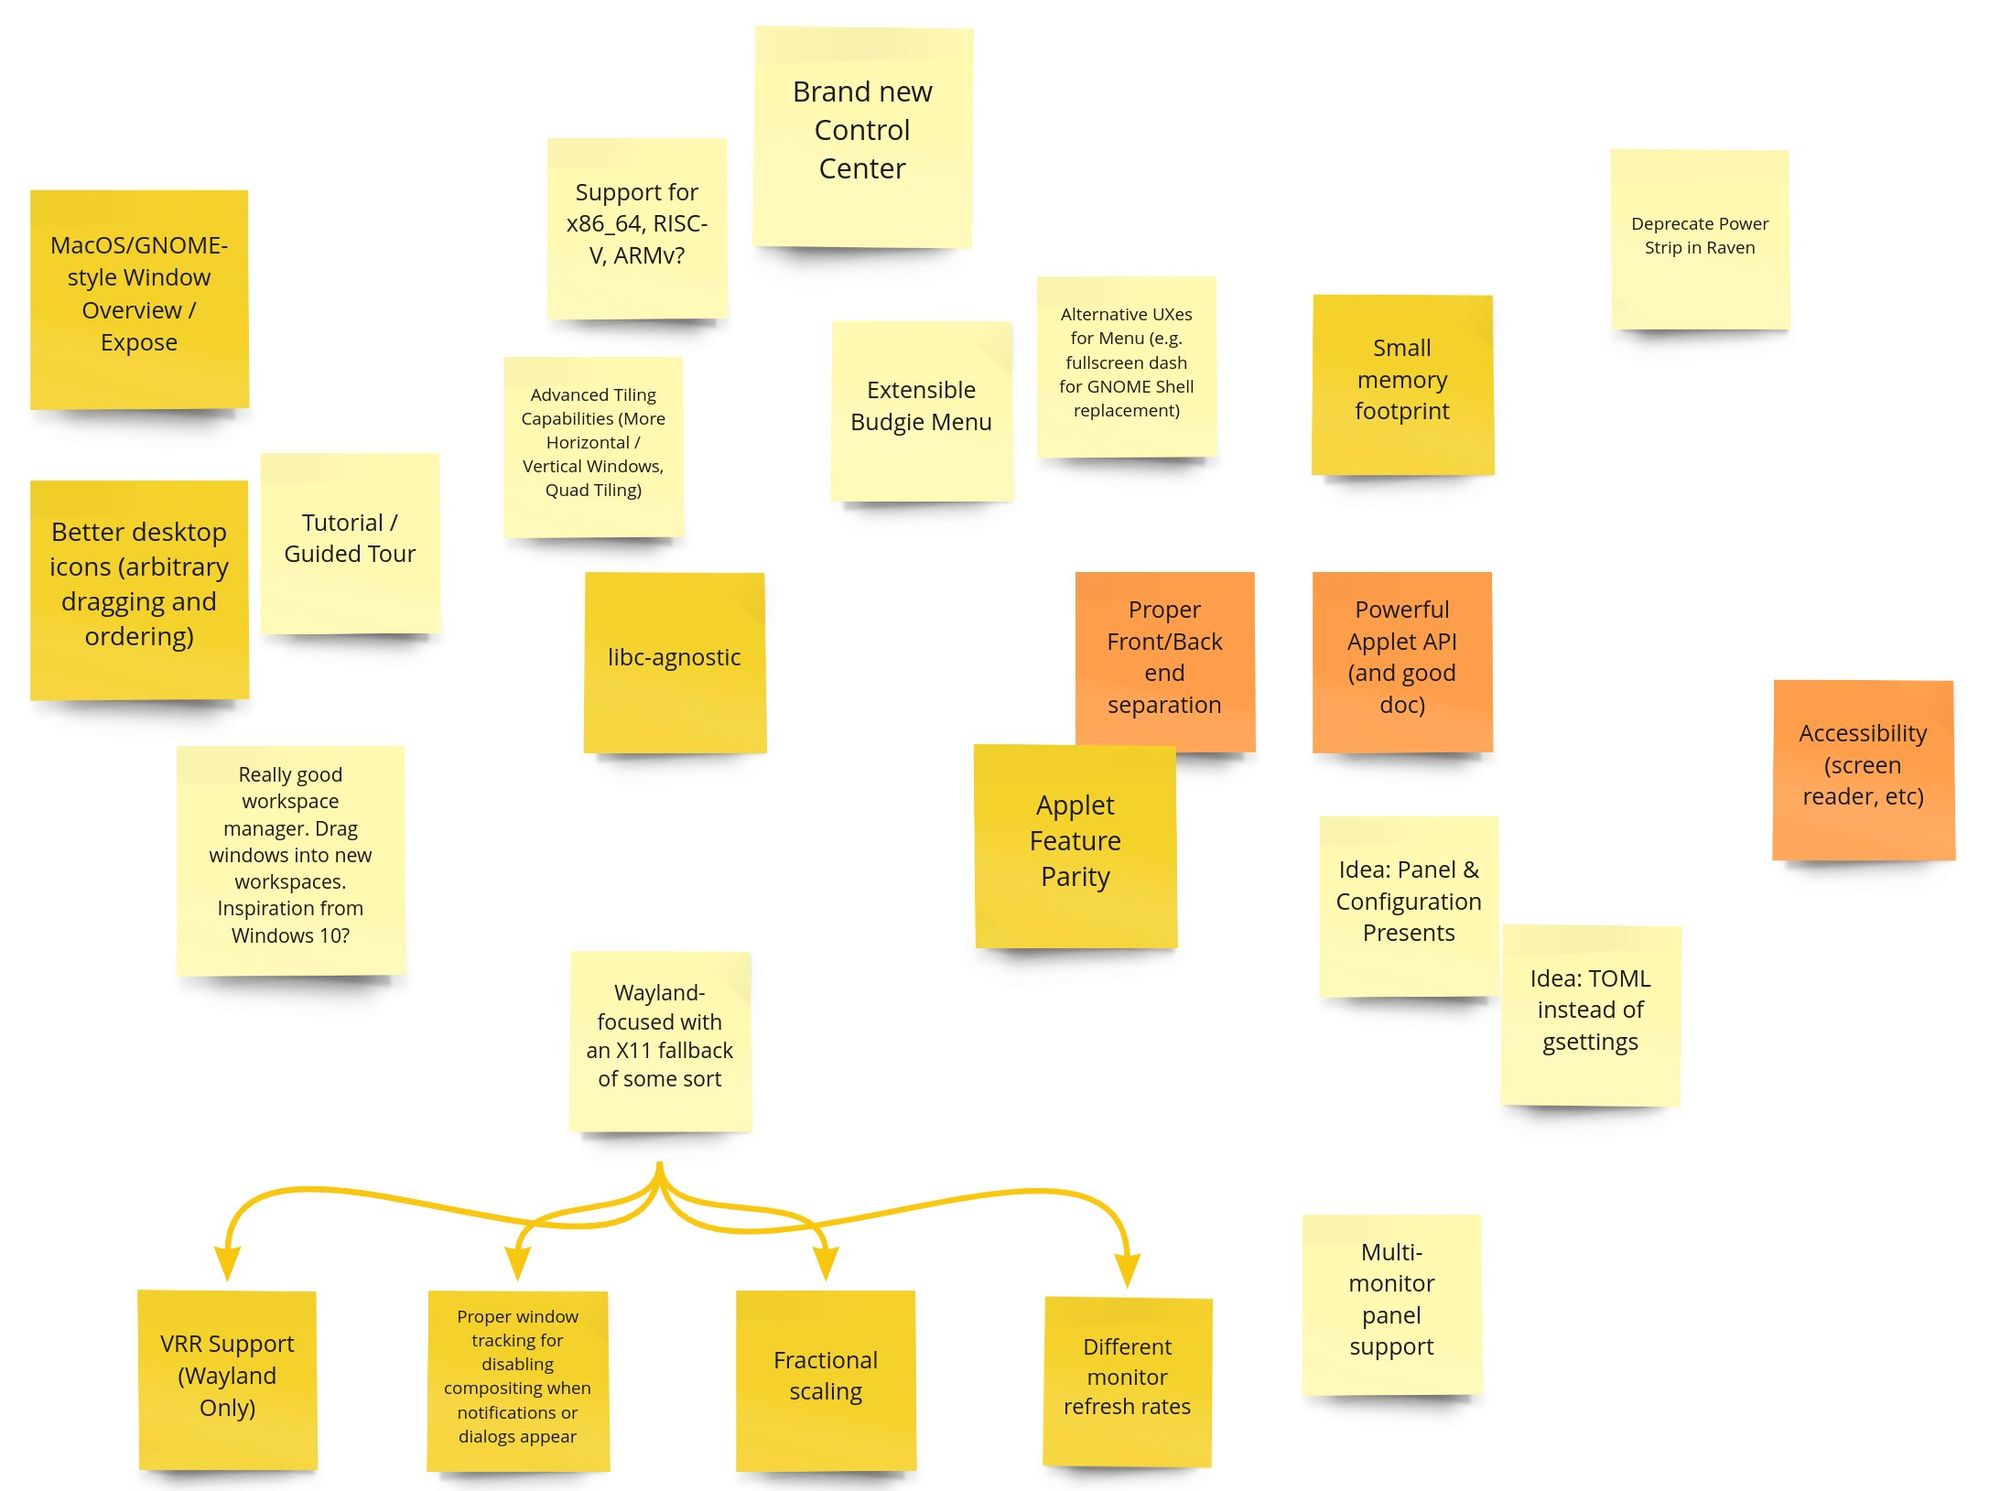 Brand new
Control
Center
Support for
x86_64, RISC-
V, ARMv?
Deprecate Power
Strip in Raven
MacOS/GNOME-
style Window
Overview /
Expose
Alternative UXes
for Menu (e.g.
fullscreen dash
for GNOME Shell
replacement)
Small
memory
footprint
Extensible
Budgie Menu
Advanced Tiling
Capabilities (More
Horizontal /
Vertical Windows,
Quad Tiling)
Tutorial /
Guided Tour
Better desktop
icons (arbitrary
dragging and
ordering)
libc-agnostic
Proper
Front/Back
end
separation
Powerful
Applet API
(and good
doc)
Accessibility
(screen
reader, etc)
Really good
workspace
manager. Drag
windows into new
workspaces.
Inspiration from
Windows 10?
Applet
Feature
Parity
Idea: Panel &
Configuration
Presents
Idea: TOML
instead of
gsettings
Wayland-
focused with
an X11 fallback
of some sort
VRR Support
(Wayland
Only)
Proper window
tracking for
disabling
compositing when
notifications or
dialogs appear
Fractional
scaling
Different
monitor
refresh rates
Multi-
monitor
panel
support